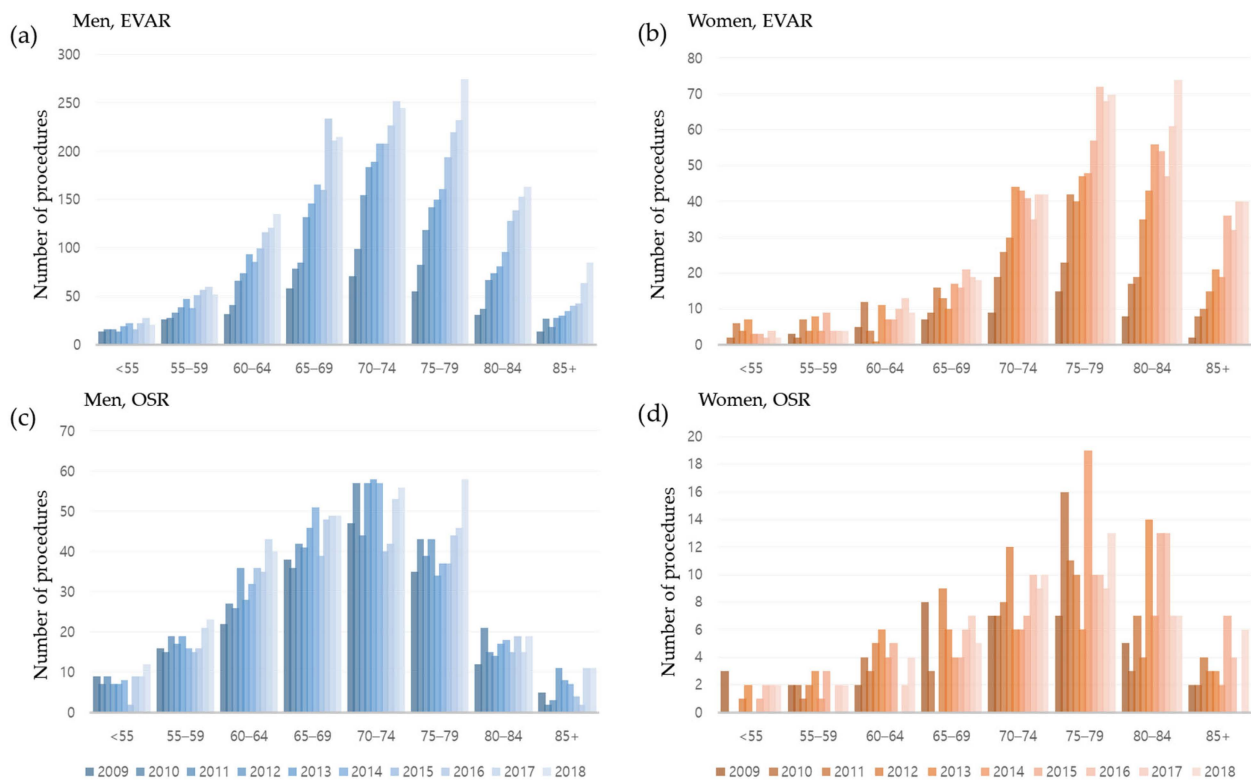 (a) Men, EVAR
Number of procedures
300
250
200
150
100
50
0
<55 55–59 60–64 65–69 70–74 75–79 80–84 85+
(b) Women, EVAR
Number of procedures
80
70
60
50
40
30
20
10
0
<55 55–59 60–64 65–69 70–74 75–79 80–84 85+
(c) Men, OSR
Number of procedures
70
60
50
40
30
20
10
0
<55 55–59 60–64 65–69 70–74 75–79 80–84 85+
2009 2010 2011 2012 2013 2014 2015 2016 2017 2018
(d) Women, OSR
Number of procedures
20
18
16
14
12
10
8
6
4
2
0
<55 55–59 60–64 65–69 70–74 75–79 80–84 85+
2009 2010 2011 2012 2013 2014 2015 2016 2017 2018